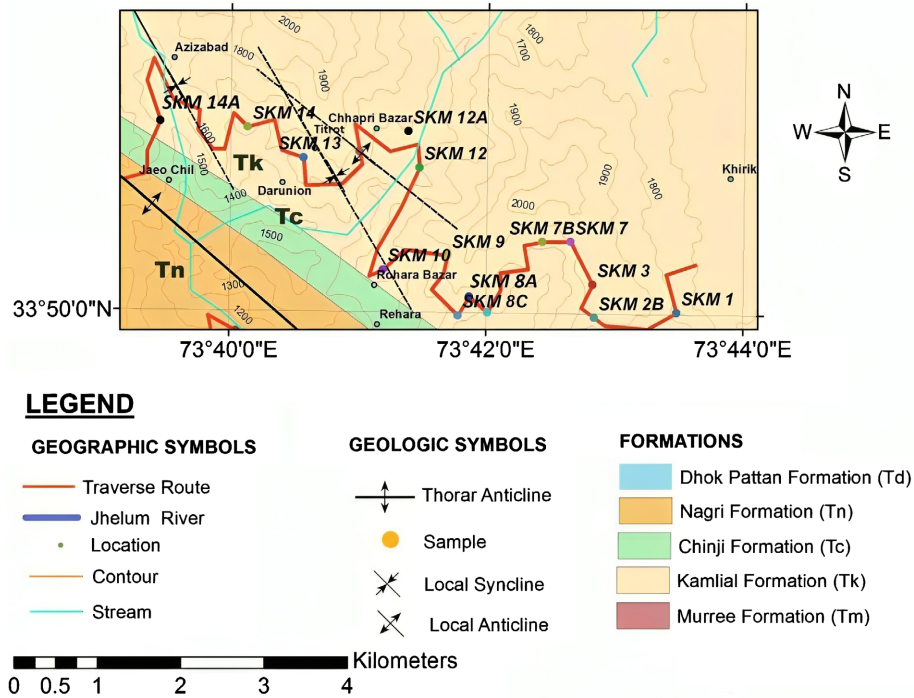 2000
1800
1700
Azizabad
1800
1900
1900
SKM 14A
SKM 14
Chhapri Bazar
SKM 12A
Titrot
1600
SKM 13
SKM 12
1500
Tk
Jaeo Chil
Darunion
1400
1900
1800
Khirik
2000
Tc
1500
SKM 7B
SKM 7
SKM 9
SKM 10
Tn
Rohara Bazar
SKM 8A
SKM 3
1300
SKM 8C
SKM 2B
SKM 1
1200
Rehara
33°50'0"N
73°40'0"E
73°42'0"E
73°44'0"E
N
W
E
S
LEGEND
GEOGRAPHIC SYMBOLS
Traverse Route
Jhelum River
Location
Contour
Stream
GEOLOGIC SYMBOLS
Thorar Anticline
Sample
Local Syncline
Local Anticline
FORMATIONS
Dhok Pattan Formation (Td)
Nagri Formation (Tn)
Chinji Formation (Tc)
Kamlial Formation (Tk)
Murree Formation (Tm)
Kilometers
0 0.5 1 2 3 4